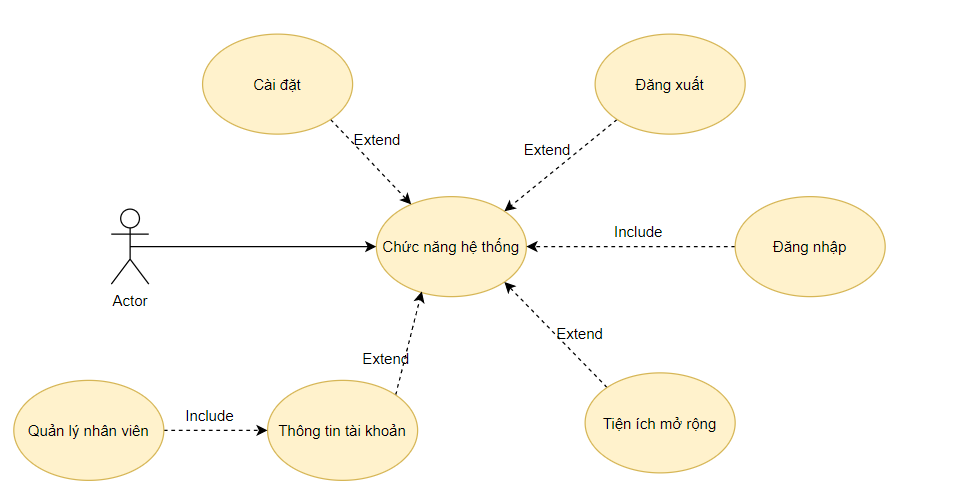 Cài đặt
Đăng xuất
Extend
Extend
Include
Chức năng hệ thống
Đăng nhập
Actor
Extend
Extend
Include
Quản lý nhân viên
Thông tin tài khoản
Tiện ích mở rộng